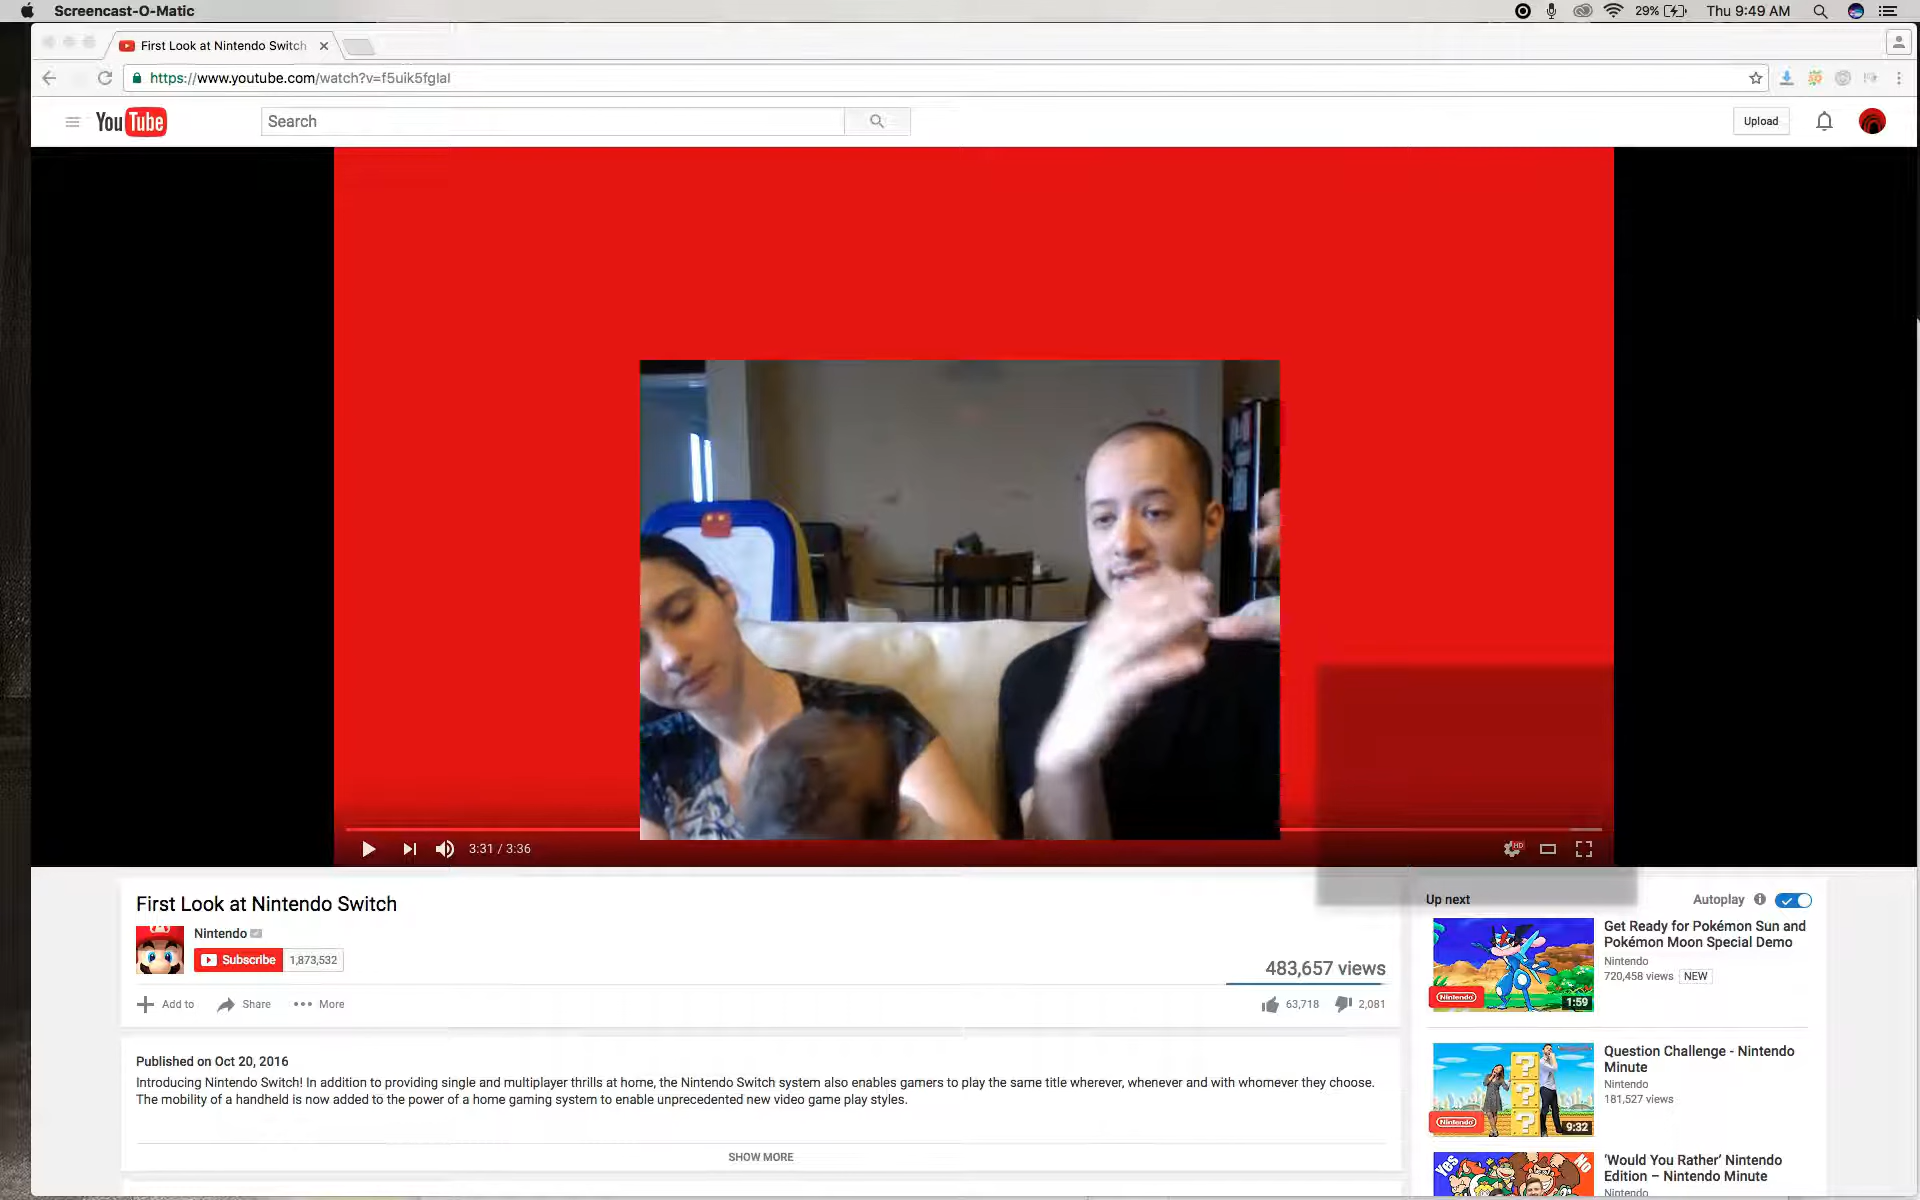 Screencast-O-Matic
29%
Thu 9:49 AM
First Look at Nintendo Switch
https://www.youtube.com/watch?v=f5uik5fglaI
YouTube
Search
Upload
3:31 / 3:36
HD
First Look at Nintendo Switch
Nintendo
Subscribe 1,873,532
483,657 views
Add to
Share
More
63,718
2,081
Published on Oct 20, 2016
Introducing Nintendo Switch! In addition to providing single and multiplayer thrills at home, the Nintendo Switch system also enables gamers to play the same title wherever, whenever and with whomever they choose.
The mobility of a handheld is now added to the power of a home gaming system to enable unprecedented new video game play styles.
SHOW MORE
Up next
Autoplay
Get Ready for Pokémon Sun and
Pokémon Moon Special Demo
Nintendo
720,458 views NEW
Nintendo
1:59
Question Challenge - Nintendo
Minute
Nintendo
181,527 views
? ? ?
Nintendo
9:32
Yes
No
‘Would You Rather’ Nintendo
Edition – Nintendo Minute
Nintendo